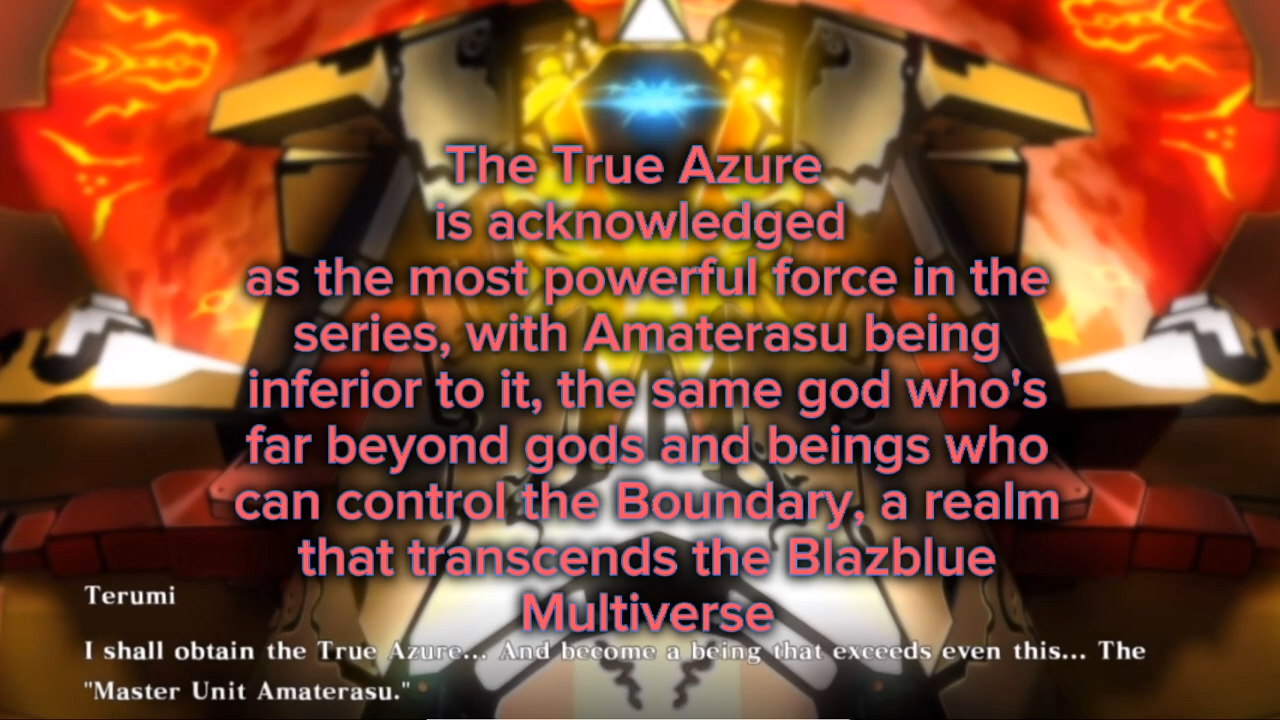 The True Azure
is acknowledged
as the most powerful force in the
series, with Amaterasu being
inferior to it, the same god who's
far beyond gods and beings who
can control the Boundary, a realm
that transcends the Blazblue
Multiverse
Terumi
I shall obtain the True Azure... And become a being that exceeds even this... The
"Master Unit Amaterasu."